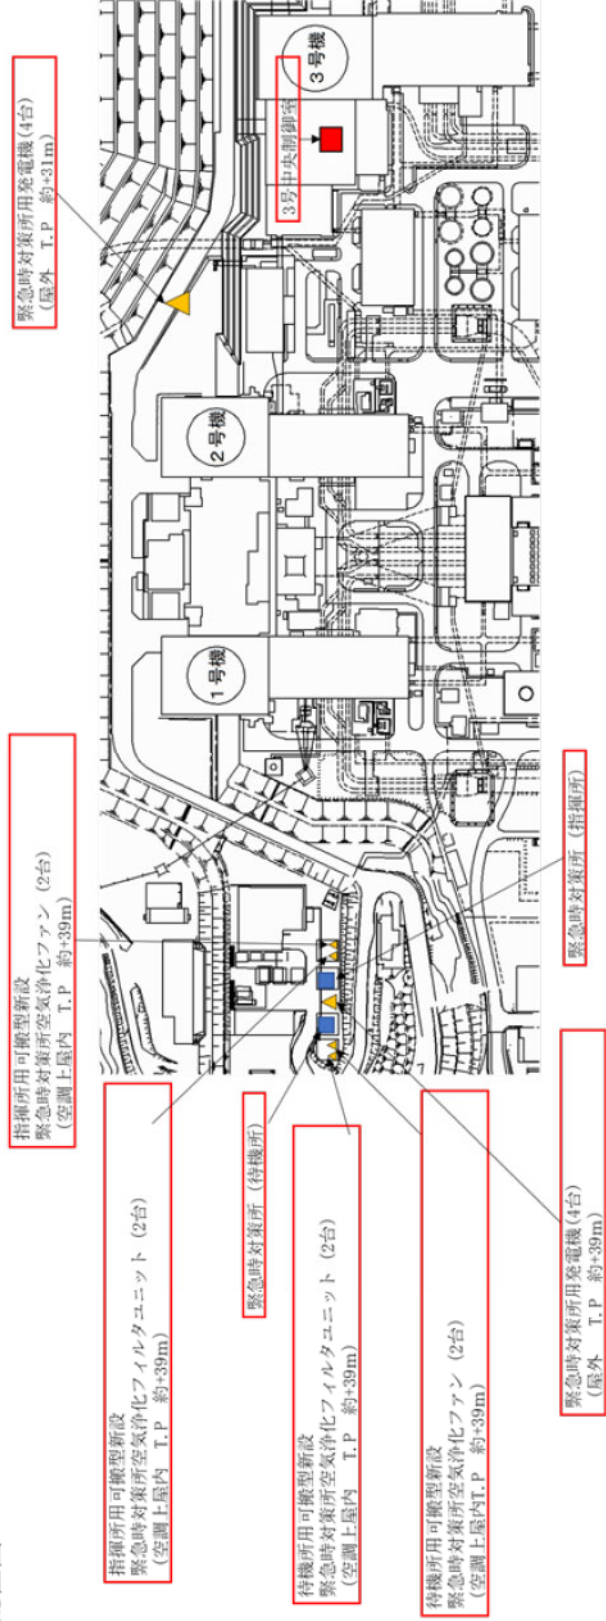 指揮所用可搬型新設
緊急時対策所空気浄化ファン（2台）
（空調上屋内　T.P　約+39m）
緊急時対策所用発電機(4台)
（屋外　T.P　約+31m）
指揮所用可搬型新設
緊急時対策所空気浄化フィルタユニット（2台）
（空調上屋内　T.P　約+39m）
1号機
2号機
3号機
3号中央制御室
緊急時対策所（待機所）
待機所用可搬型新設
緊急時対策所空気浄化フィルタユニット（2台）
（空調上屋内　T.P　約+39m）
待機所用可搬型新設
緊急時対策所空気浄化ファン（2台）
（空調上屋内T.P　約+39m）
緊急時対策所用発電機(4台)
（屋外　T.P　約+39m）
緊急時対策所（指揮所）